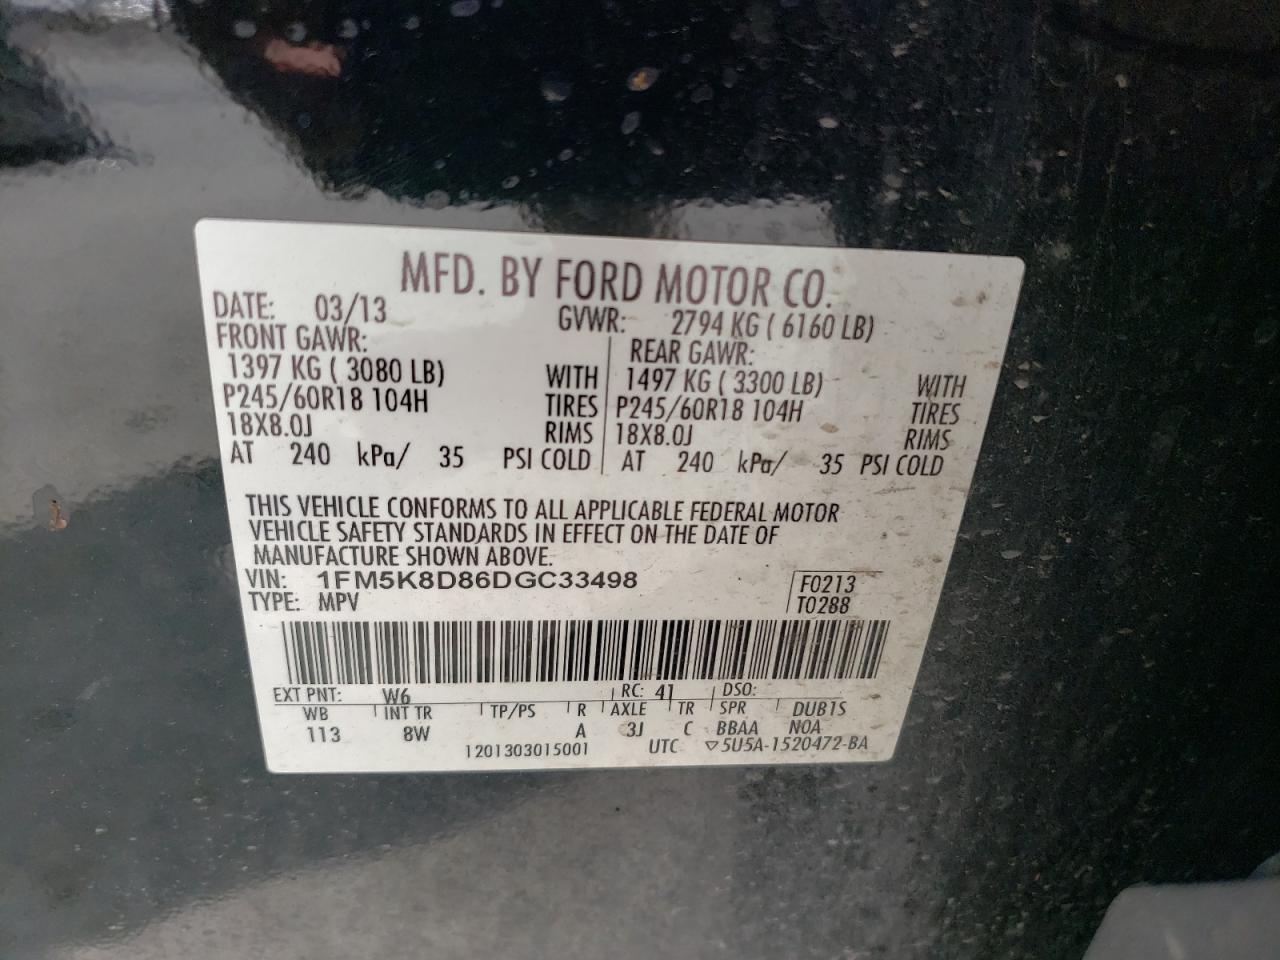 MFD. BY FORD MOTOR CO.
DATE: 03/13 GVWR: 2794 KG ( 6160 LB)
FRONT GAWR: REAR GAWR:
1397 KG ( 3080 LB) WITH 1497 KG ( 3300 LB) WITH
P245/60R18 104H TIRES P245/60R18 104H TIRES
18X8.0J RIMS 18X8.0J RIMS
AT 240 kPa/ 35 PSI COLD AT 240 kPa/ 35 PSI COLD
THIS VEHICLE CONFORMS TO ALL APPLICABLE FEDERAL MOTOR
VEHICLE SAFETY STANDARDS IN EFFECT ON THE DATE OF
MANUFACTURE SHOWN ABOVE.
VIN: 1FM5K8D86DGC33498 F0213
TYPE: MPV T0288
EXT PNT: W6 RC: 41 DSO:
WB INT TR TP/PS R AXLE TR SPR DUB1S
113 8W A 3J C BBAA N0A
1201303015001 UTC ▽5U5A-1520472-BA